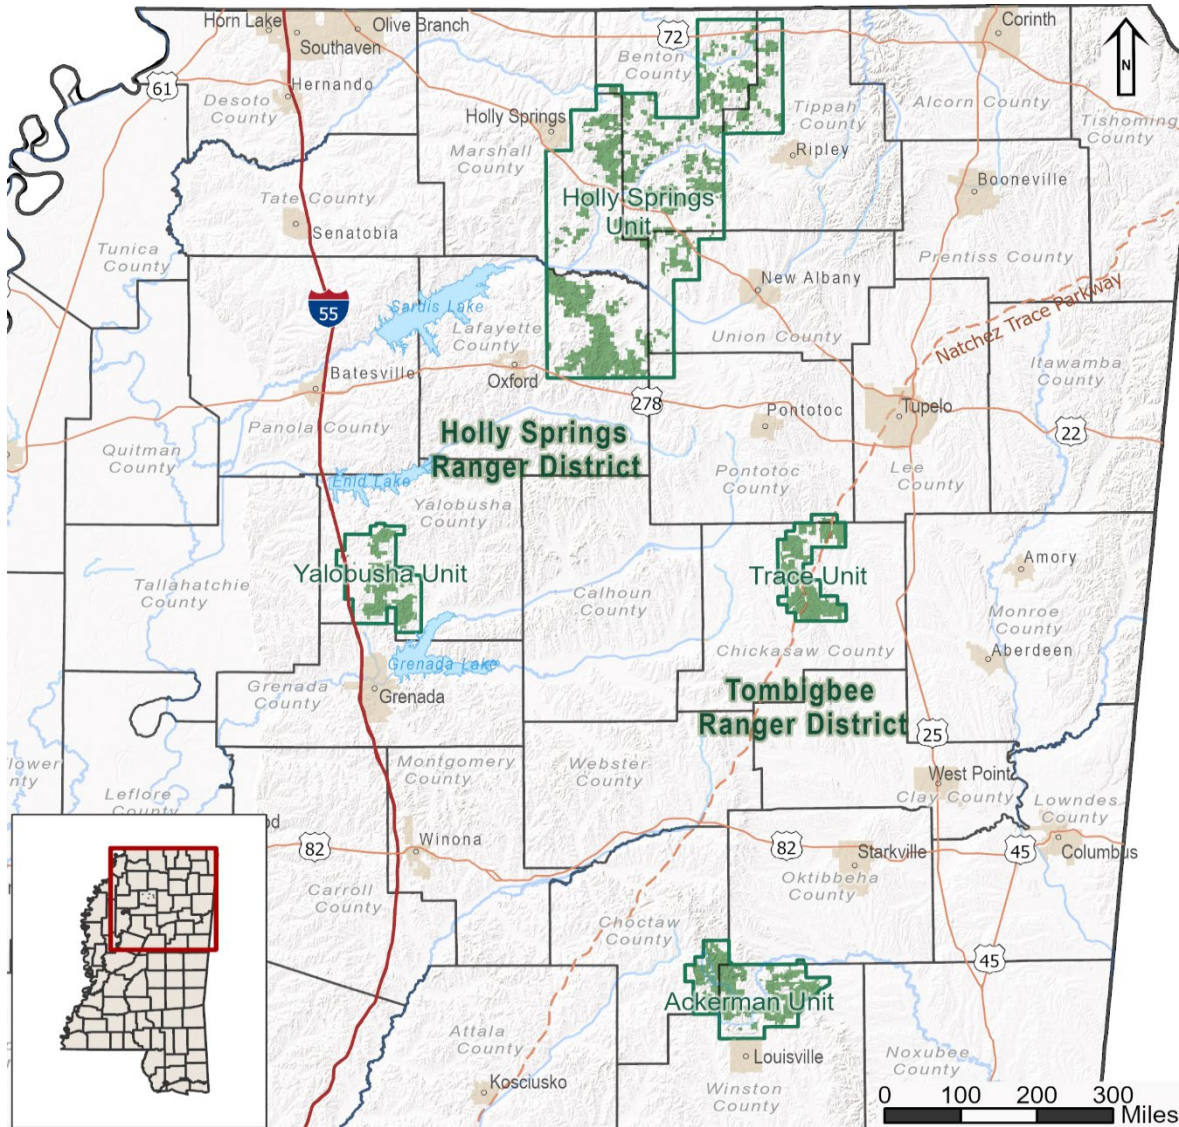 Horn Lake
Olive Branch
Southaven
72
Corinth
N
61
Hernando
Benton
County
Desoto
County
Holly Springs
Marshall
County
Tippah
County
Ripley
Alcorn County
Tishoming
County
Booneville
Tate County
Senatobia
Holly Springs
Unit
Tunica
County
Prentiss County
New Albany
55
Sardis Lake
Lafayette
County
Union County
Natchez Trace Parkway
Itawamba
County
Batesville
Oxford
278
Pontotoc
Tupelo
22
Panola County
Holly Springs
Ranger District
Quitman
County
Pontotoc
County
Lee
County
Enid Lake
Yalobusha
County
Yalobusha Unit
Trace Unit
Amory
Tallahatchie
County
Calhoun
County
Monroe
County
Chickasaw County
Aberdeen
Grenada Lake
Grenada
County
Grenada
Tombigbee
Ranger District
25
Montgomery
County
Webster
County
West Point
Clay County
Lowndes
County
Leflore
County
82
Winona
82
Starkville
45
Columbus
Oktibbeha
County
Carroll
County
Choctaw
County
45
Ackerman Unit
Attala
County
Louisville
Noxubee
County
Kosciusko
Winston
County
0 100 200 300
Miles